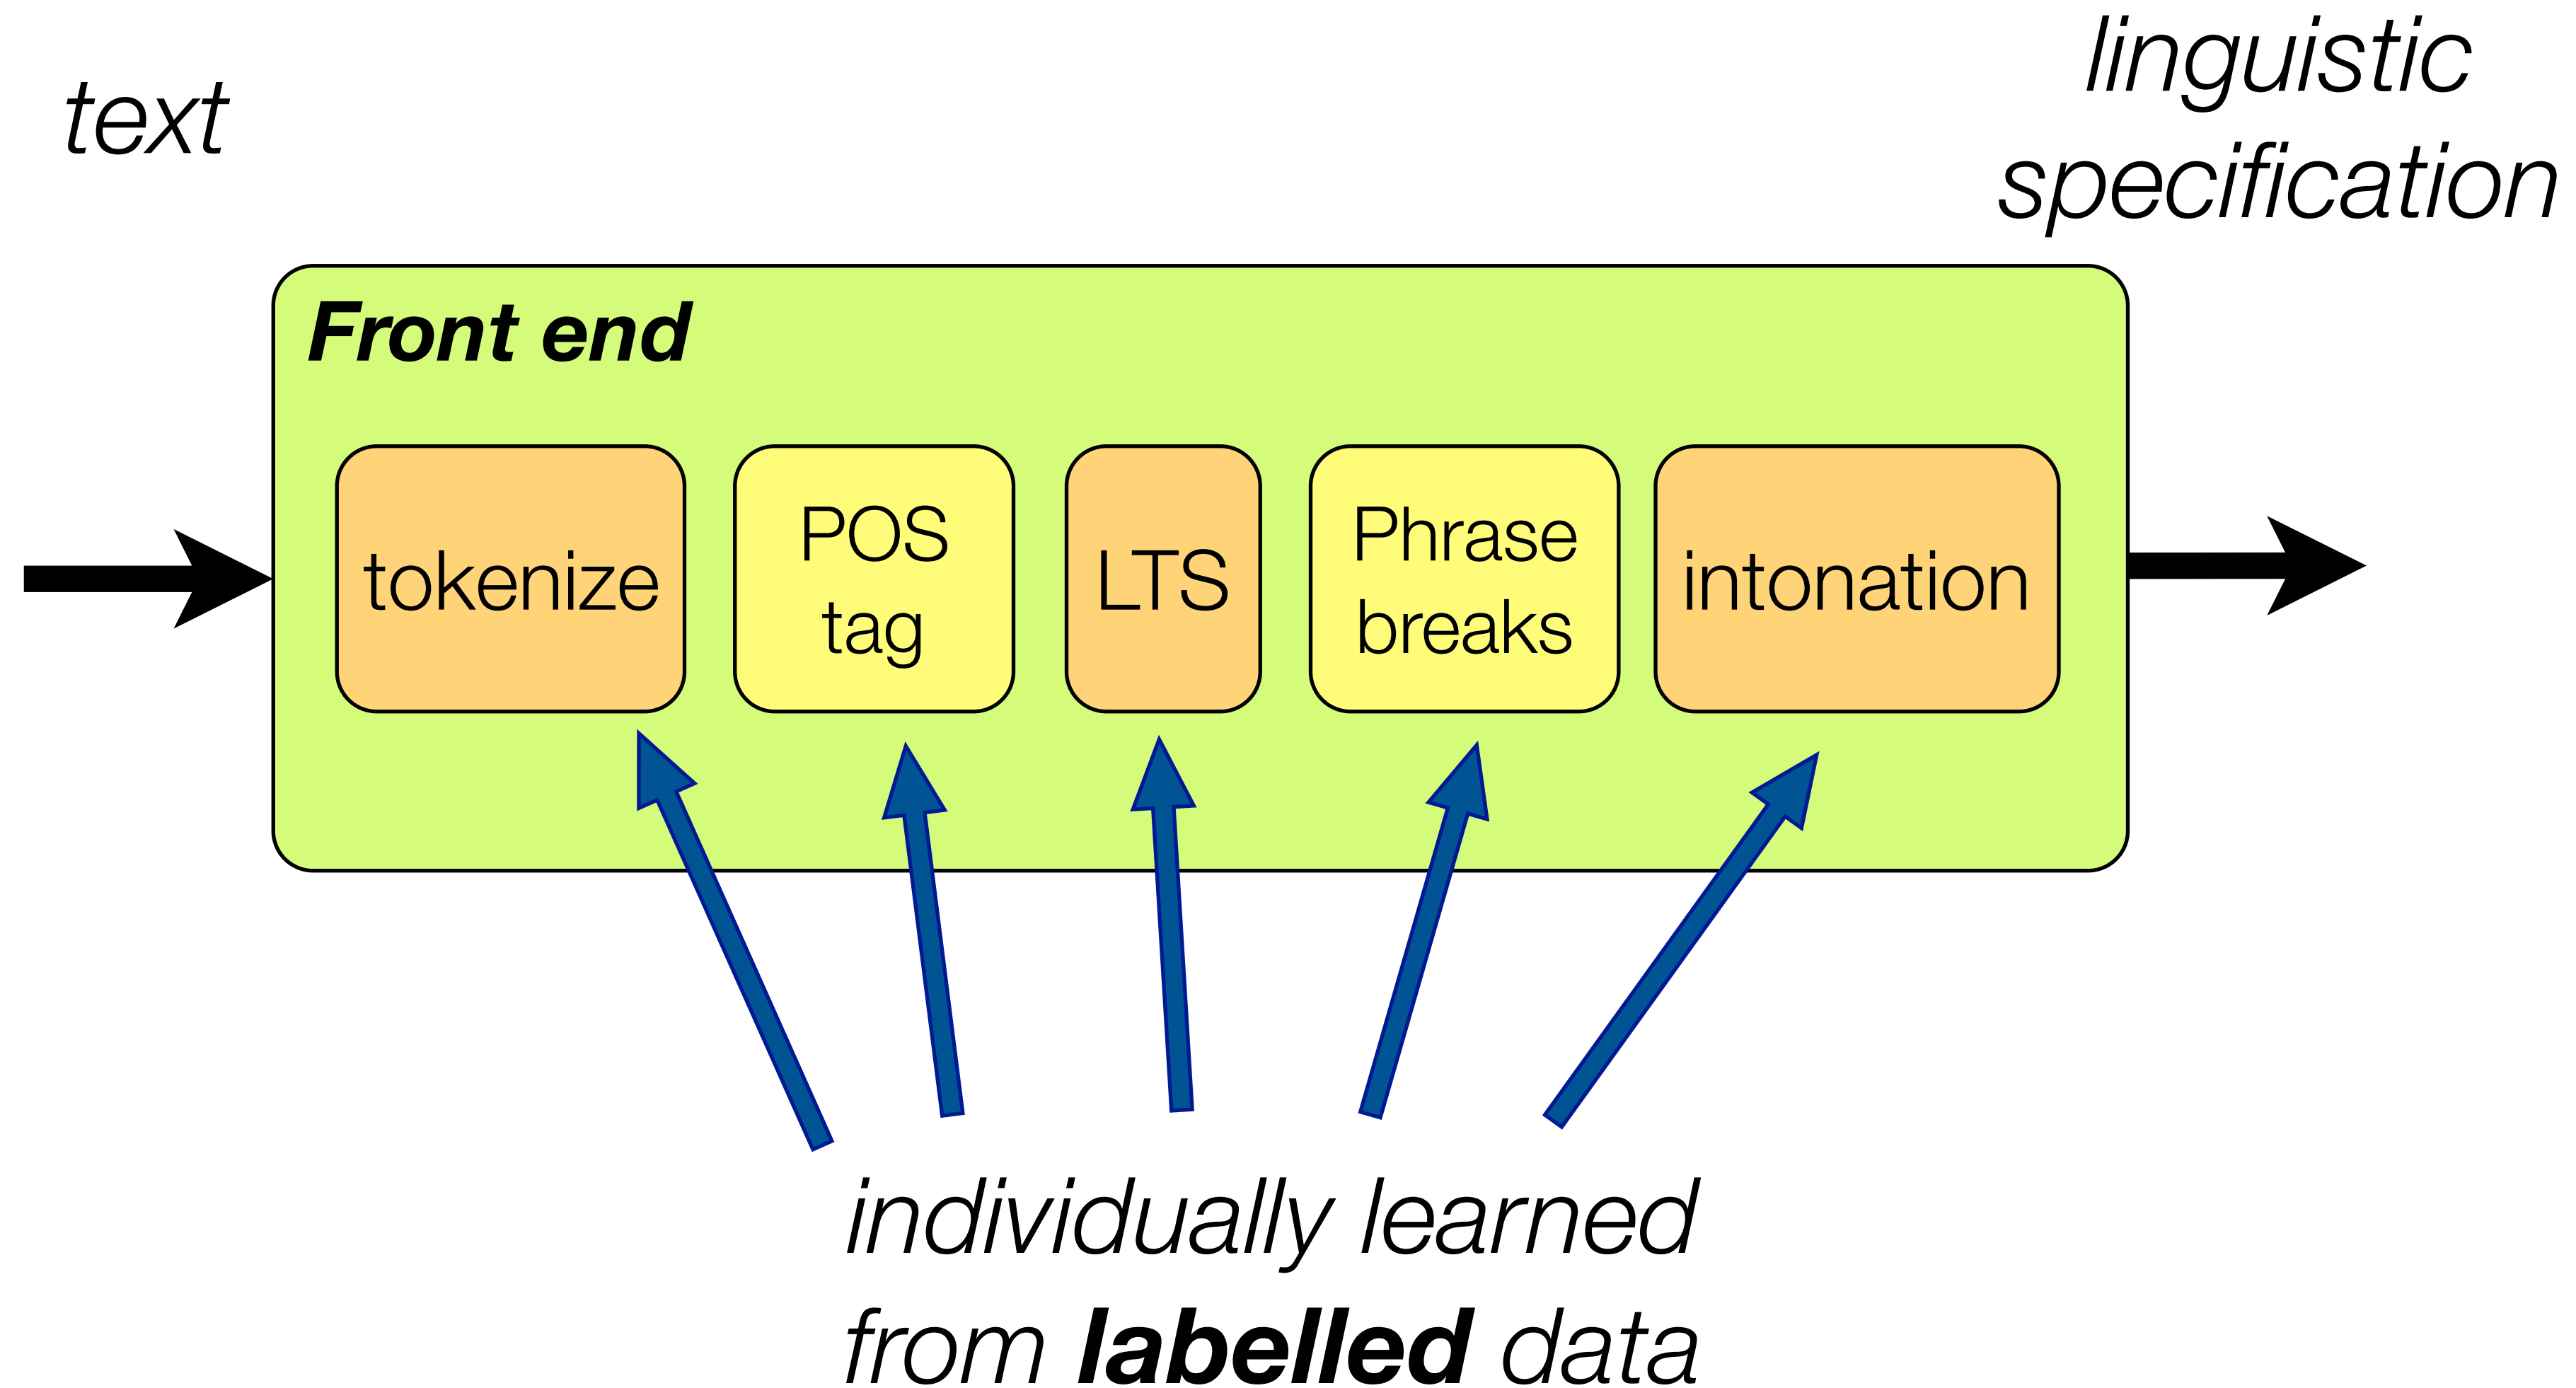 text
linguistic
specification
Front end
tokenize
POS
tag
LTS
Phrase
breaks
intonation
individually learned
from labelled data